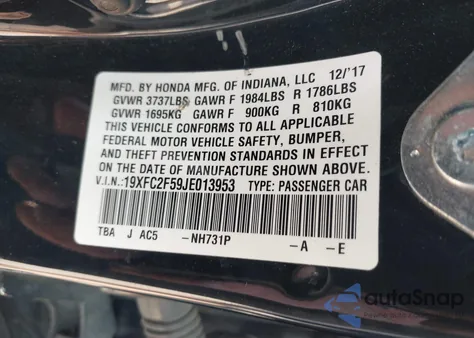 MFD. BY HONDA MFG. OF INDIANA, LLC 12/'17
GVWR 3737LBS GAWR F 1984LBS R 1786LBS
GVWR 1695KG GAWR F 900KG R 810KG
THIS VEHICLE CONFORMS TO ALL APPLICABLE
FEDERAL MOTOR VEHICLE SAFETY, BUMPER,
AND THEFT PREVENTION STANDARDS IN EFFECT
ON THE DATE OF MANUFACTURE SHOWN ABOVE.
V.I.N.:19XFC2F59JE013953 TYPE: PASSENGER CAR
TBA J AC5 -NH731P -A -E
autoSnap